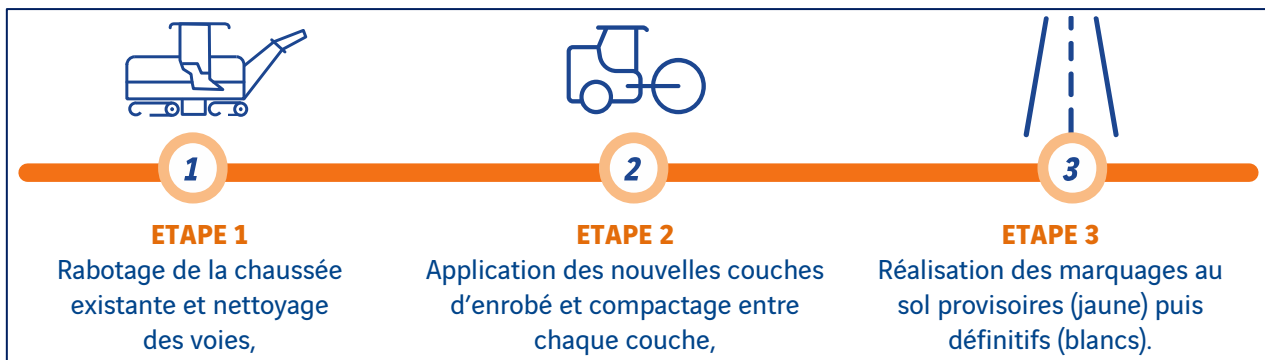 1
2
3
ETAPE 1
Rabotage de la chaussée
existante et nettoyage
des voies,
ETAPE 2
Application des nouvelles couches
d’enrobé et compactage entre
chaque couche,
ETAPE 3
Réalisation des marquages au
sol provisoires (jaune) puis
définitifs (blancs).